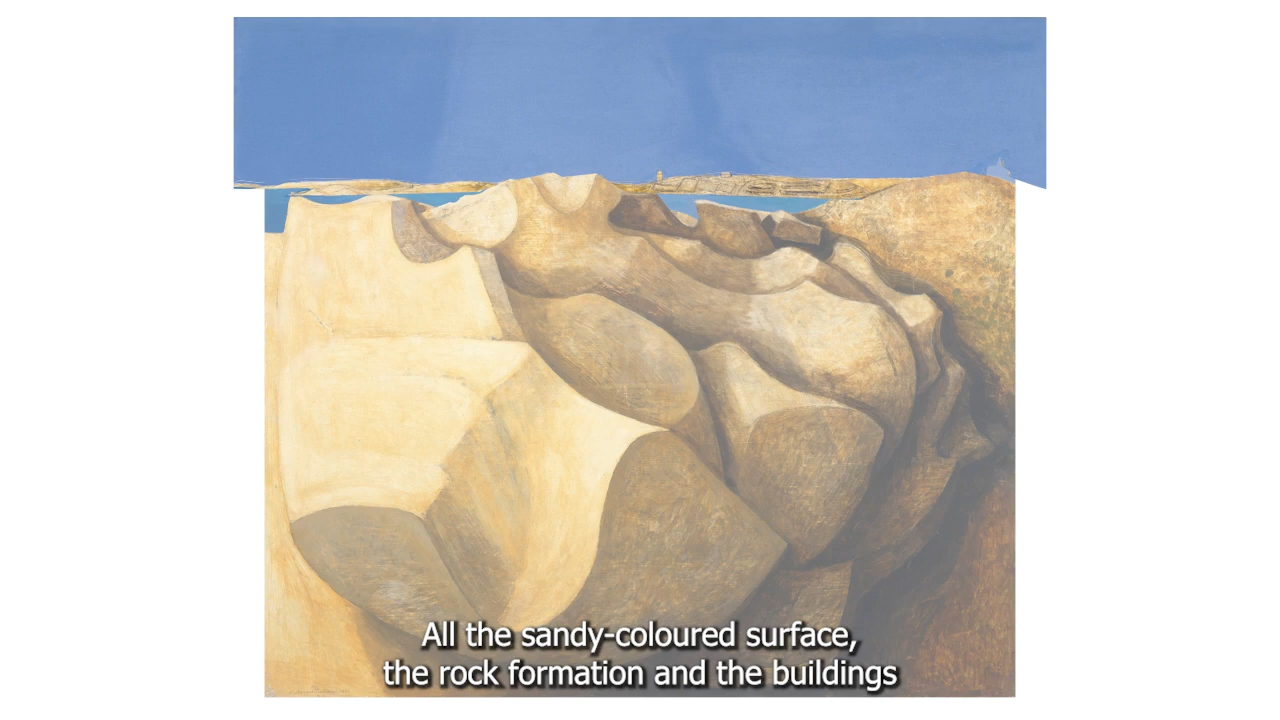 All the sandy-coloured surface,
the rock formation and the buildings